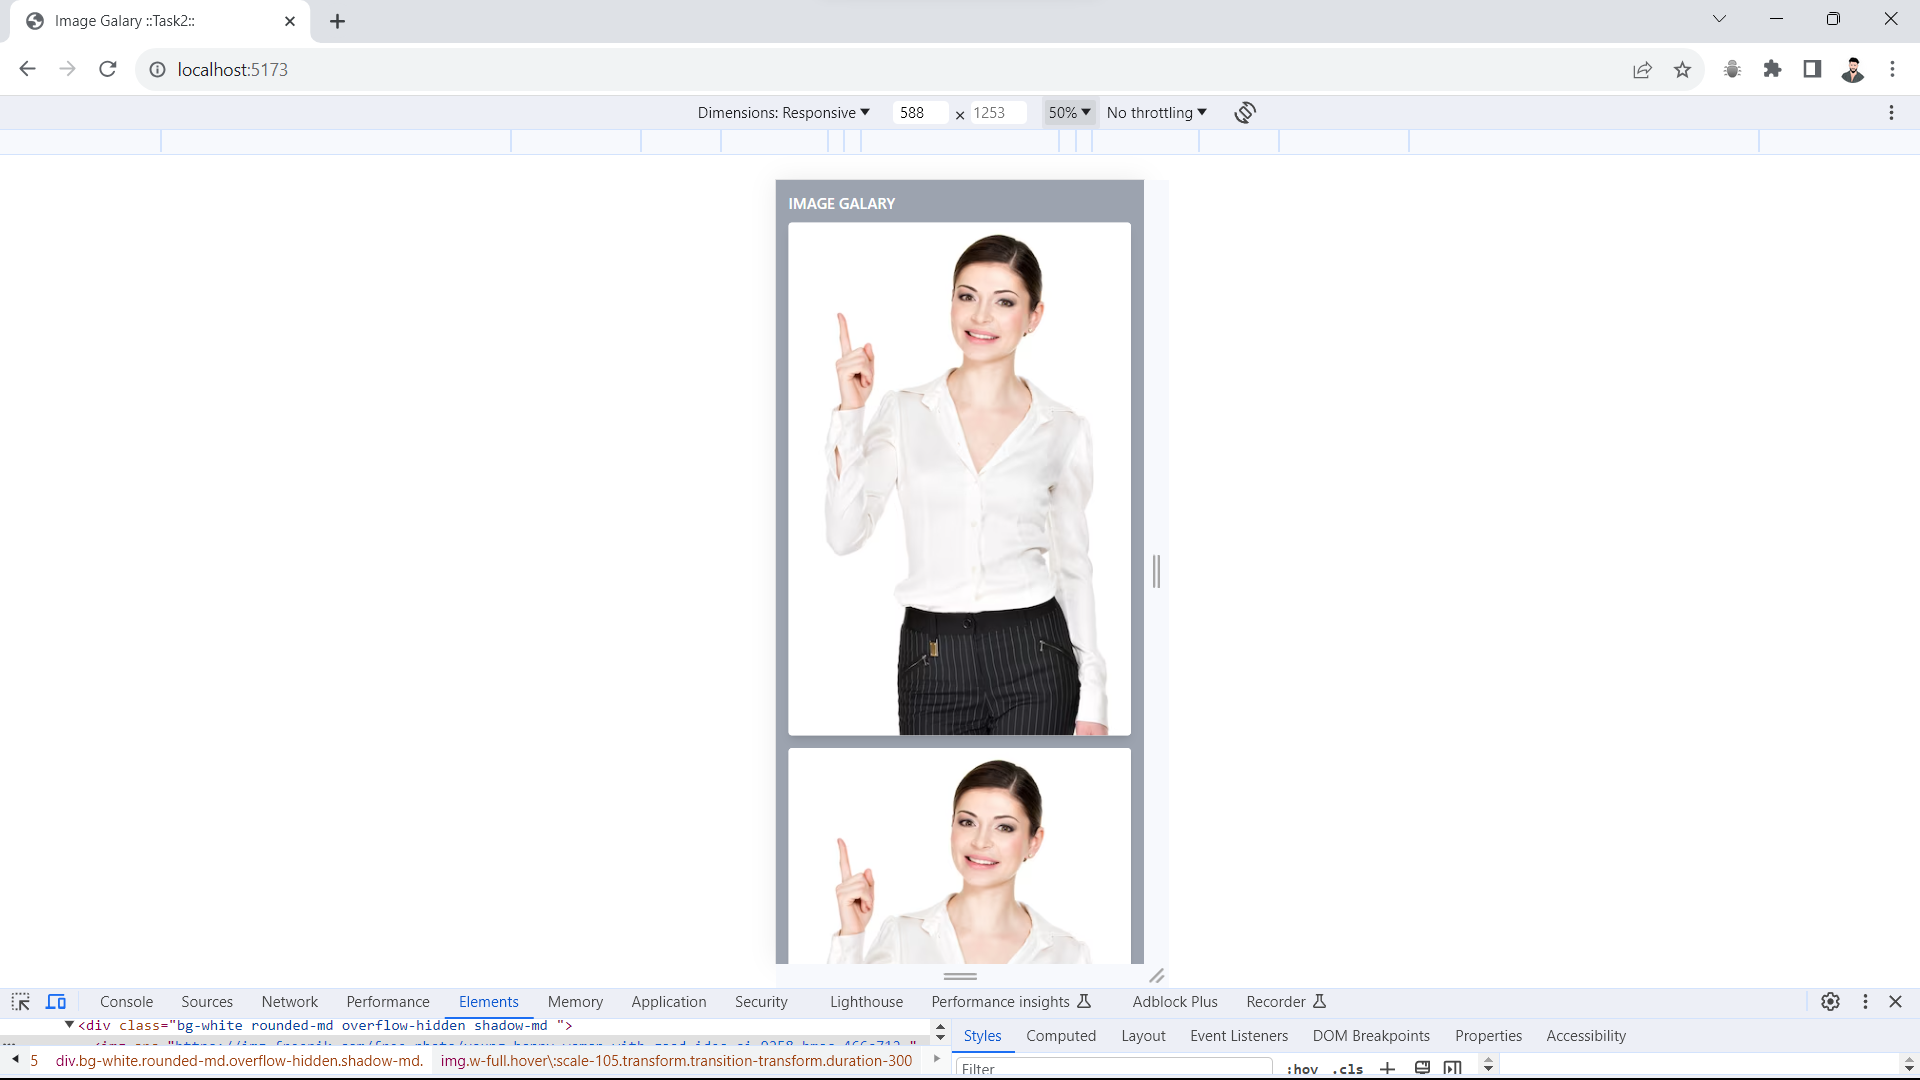 Image Galary ::Task2::
localhost:5173
Dimensions: Responsive 588 × 1253 50% No throttling
IMAGE GALARY
Console Sources Network Performance Elements Memory Application Security Lighthouse Performance insights Adblock Plus Recorder
<div class="bg-white rounded-md overflow-hidden shadow-md ">
Styles Computed Layout Event Listeners DOM Breakpoints Properties Accessibility
5 div.bg-white.rounded-md.overflow-hidden.shadow-md. img.w-full.hover\:scale-105.transform.transition-transform.duration-300
Filter :hov .cls